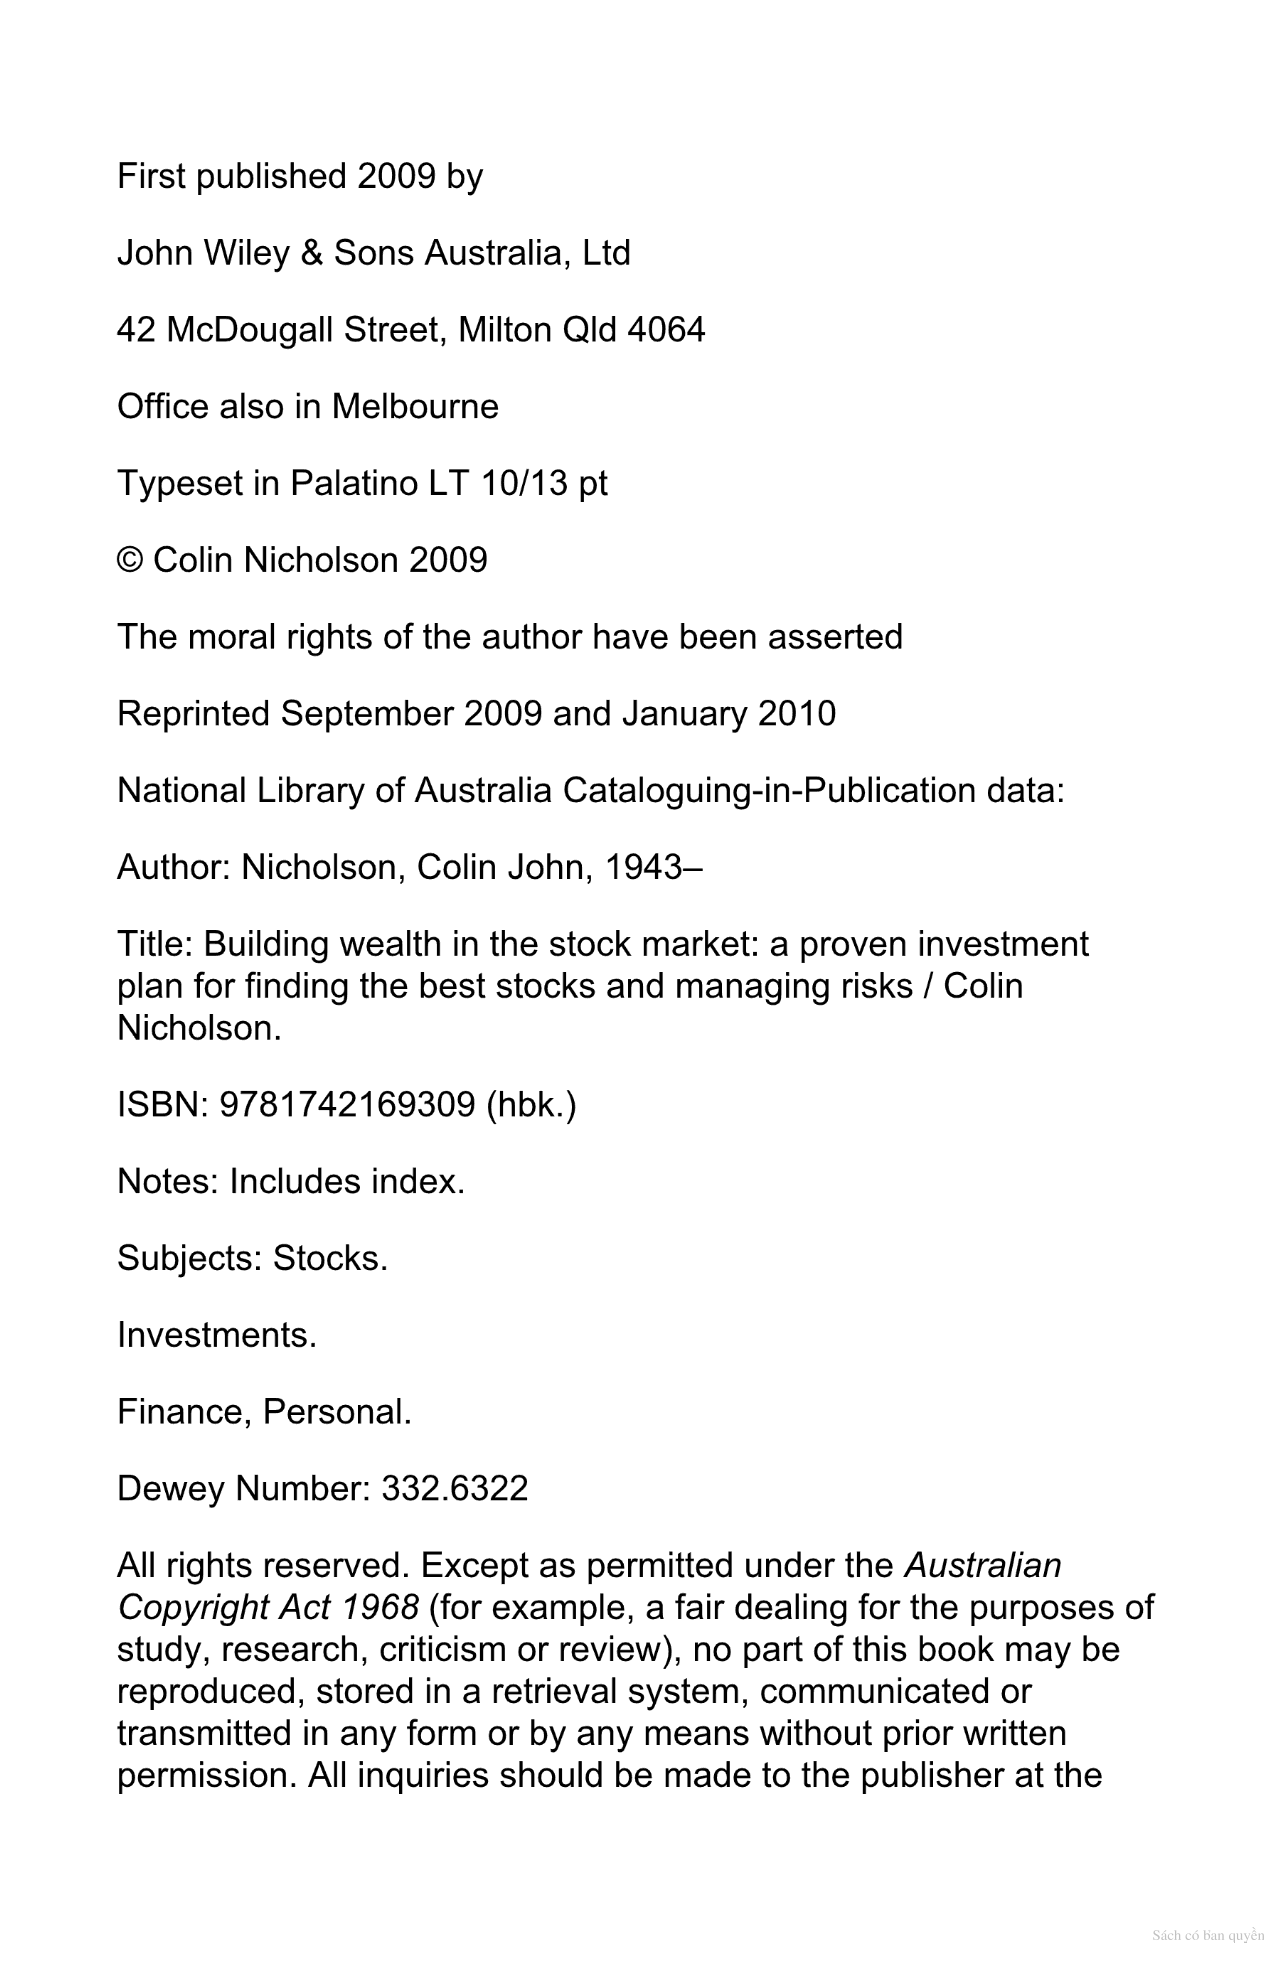 First published 2009 by
John Wiley & Sons Australia, Ltd
42 McDougall Street, Milton Qld 4064
Office also in Melbourne
Typeset in Palatino LT 10/13 pt
© Colin Nicholson 2009
The moral rights of the author have been asserted
Reprinted September 2009 and January 2010
National Library of Australia Cataloguing-in-Publication data:
Author: Nicholson, Colin John, 1943–
Title: Building wealth in the stock market: a proven investment
plan for finding the best stocks and managing risks / Colin
Nicholson.
ISBN: 9781742169309 (hbk.)
Notes: Includes index.
Subjects: Stocks.
Investments.
Finance, Personal.
Dewey Number: 332.6322
All rights reserved. Except as permitted under the Australian
Copyright Act 1968 (for example, a fair dealing for the purposes of
study, research, criticism or review), no part of this book may be
reproduced, stored in a retrieval system, communicated or
transmitted in any form or by any means without prior written
permission. All inquiries should be made to the publisher at the
Sách có bản quyền